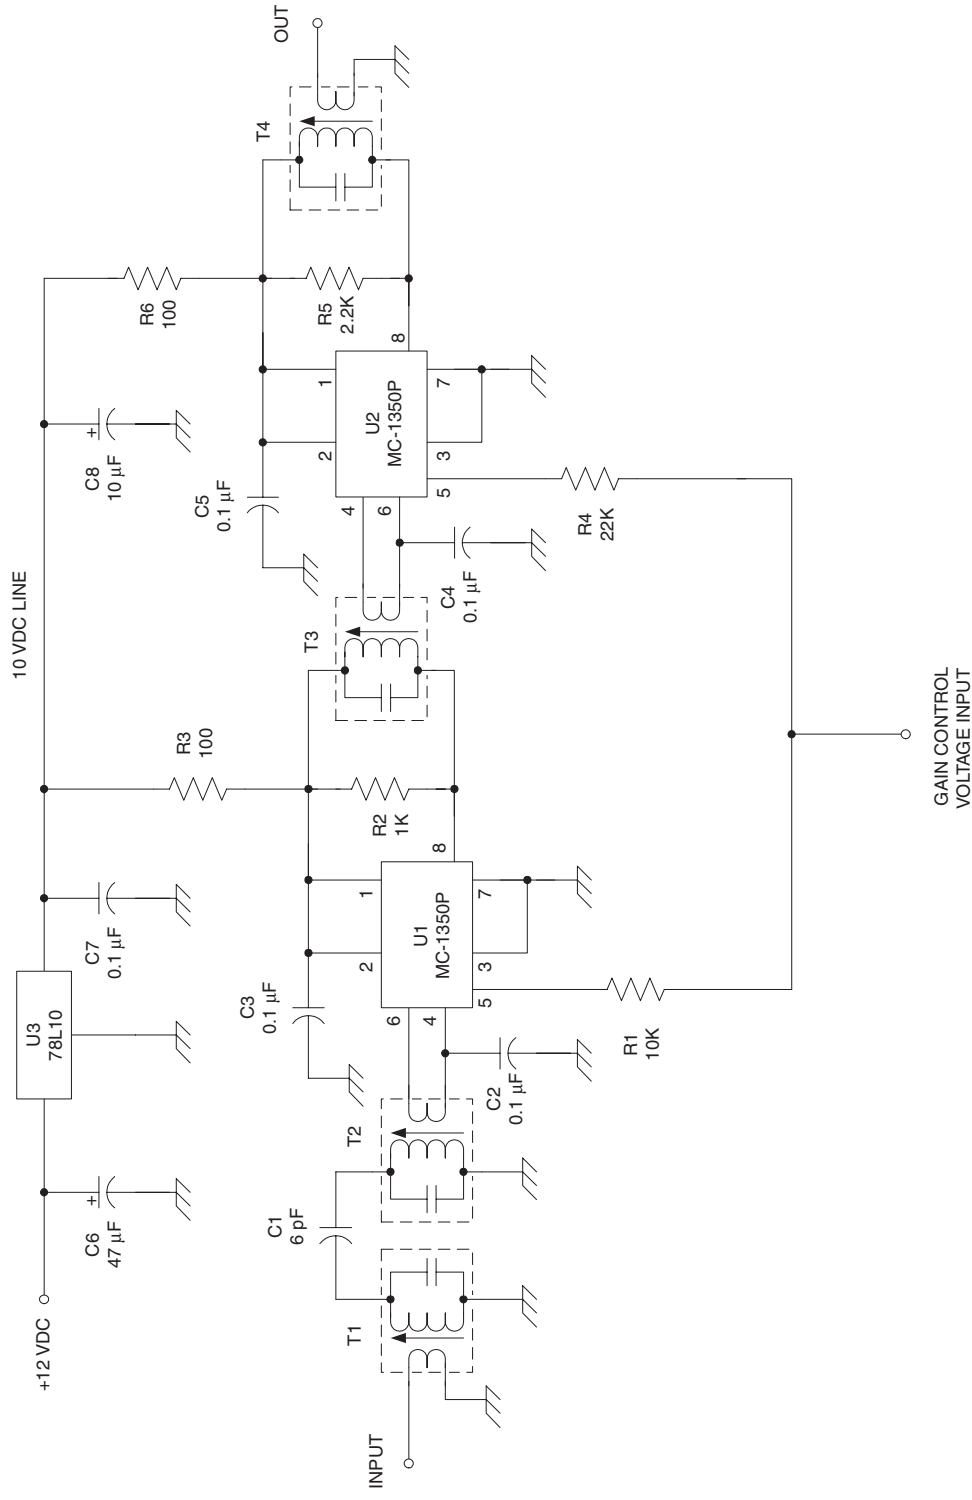 +12 VDC
C6
47 µF
U3
78L10
C7
0.1 µF
10 VDC LINE
C8
10 µF
+
+
R3
100
R6
100
INPUT
T1
C1
6 pF
T2
C2
0.1 µF
C3
0.1 µF
6
4
2
1
U1
MC-1350P
5
3
7
8
R2
1K
R1
10K
T3
C4
0.1 µF
C5
0.1 µF
4
6
2
1
U2
MC-1350P
5
3
7
8
R5
2.2K
R4
22K
T4
OUT
GAIN CONTROL
VOLTAGE INPUT